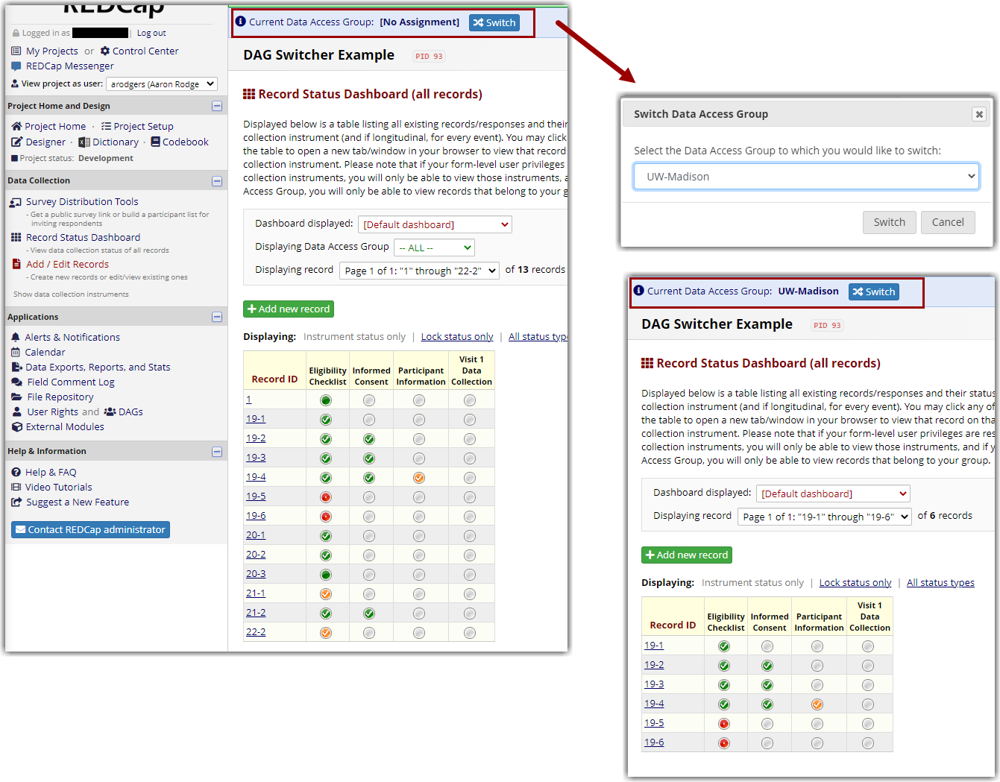 REDCap
Logged in as | Log out
My Projects or Control Center
REDCap Messenger
View project as user: arodgers (Aaron Rodge
Project Home and Design
Project Home · Project Setup
Designer · Dictionary · Codebook
Project status: Development
Data Collection
Survey Distribution Tools
- Get a public survey link or build a participant list for
inviting respondents
Record Status Dashboard
- View data collection status of all records
Add / Edit Records
- Create new records or edit/view existing ones
Show data collection instruments
Applications
Alerts & Notifications
Calendar
Data Exports, Reports, and Stats
Field Comment Log
File Repository
User Rights and DAGs
External Modules
Help & Information
Help & FAQ
Video Tutorials
Suggest a New Feature
Contact REDCap administrator
Current Data Access Group: [No Assignment] Switch
DAG Switcher Example PID 93
Record Status Dashboard (all records)
Displayed below is a table listing all existing records/responses and their
collection instrument (and if longitudinal, for every event). You may click
the table to open a new tab/window in your browser to view that record
collection instrument. Please note that if your form-level user privileges
collection instruments, you will only be able to view those instruments, a
Access Group, you will only be able to view records that belong to your g
Dashboard displayed: [Default dashboard]
Displaying Data Access Group -- ALL --
Displaying record Page 1 of 1: "1" through "22-2" of 13 records
Add new record
Displaying: Instrument status only | Lock status only | All status type
Record ID Eligibility Checklist Informed Consent Participant Information Visit 1 Data Collection
1
19-1
19-2
19-3
19-4
19-5
19-6
20-1
20-2
20-3
21-1
21-2
22-2
Switch Data Access Group
Select the Data Access Group to which you would like to switch:
UW-Madison
Switch Cancel
Current Data Access Group: UW-Madison Switch
DAG Switcher Example PID 93
Record Status Dashboard (all records)
Displayed below is a table listing all existing records/responses and their status
collection instrument (and if longitudinal, for every event). You may click any of
the table to open a new tab/window in your browser to view that record on tha
collection instrument. Please note that if your form-level user privileges are res
collection instruments, you will only be able to view those instruments, and if y
Access Group, you will only be able to view records that belong to your group.
Dashboard displayed: [Default dashboard]
Displaying record Page 1 of 1: "19-1" through "19-6" of 6 records
Add new record
Displaying: Instrument status only | Lock status only | All status types
Record ID Eligibility Checklist Informed Consent Participant Information Visit 1 Data Collection
19-1
19-2
19-3
19-4
19-5
19-6